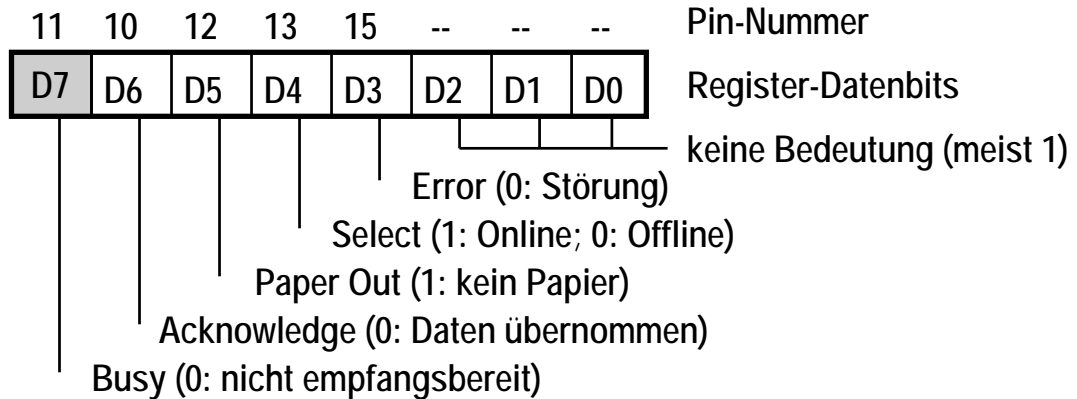 11 10 12 13 15 -- -- -- Pin-Nummer
D7 D6 D5 D4 D3 D2 D1 D0 Register-Datenbits
keine Bedeutung (meist 1)
Error (0: Störung)
Select (1: Online; 0: Offline)
Paper Out (1: kein Papier)
Acknowledge (0: Daten übernommen)
Busy (0: nicht empfangsbereit)